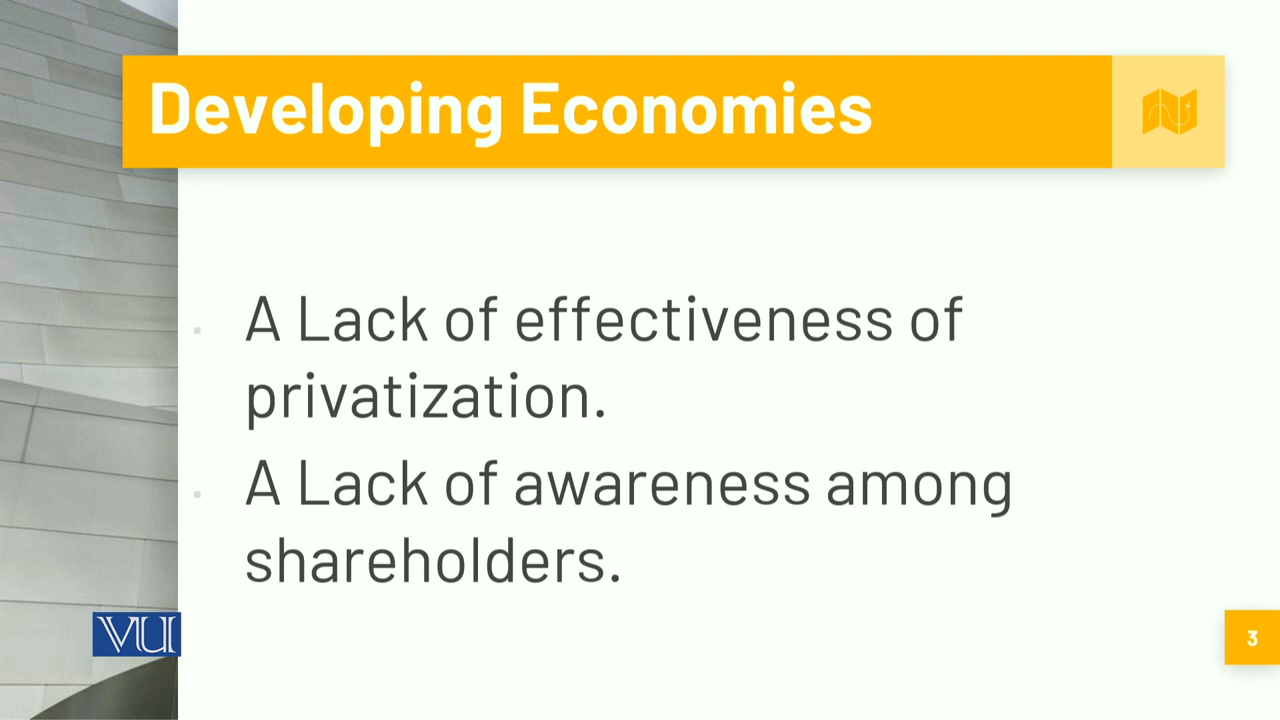 Developing Economies
A Lack of effectiveness of
privatization.
A Lack of awareness among
shareholders.
VU
3